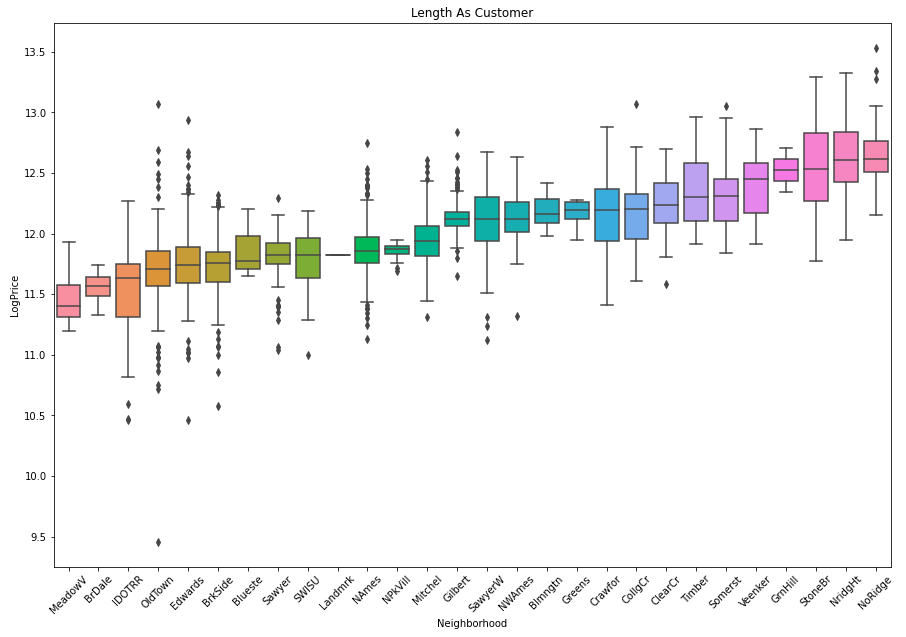 Length As Customer
LogPrice
13.5
13.0
12.5
12.0
11.5
11.0
10.5
10.0
9.5
MeadowV
BrDale
IDOTRR
OldTown
Edwards
BrkSide
Blueste
Sawyer
SWISU
Landmrk
NAmes
NPkVill
Mitchel
Gilbert
SawyerW
NWAmes
Blmngtn
Greens
Crawfor
CollgCr
ClearCr
Timber
Somerst
Veenker
GrnHill
StoneBr
NridgHt
NoRidge
Neighborhood